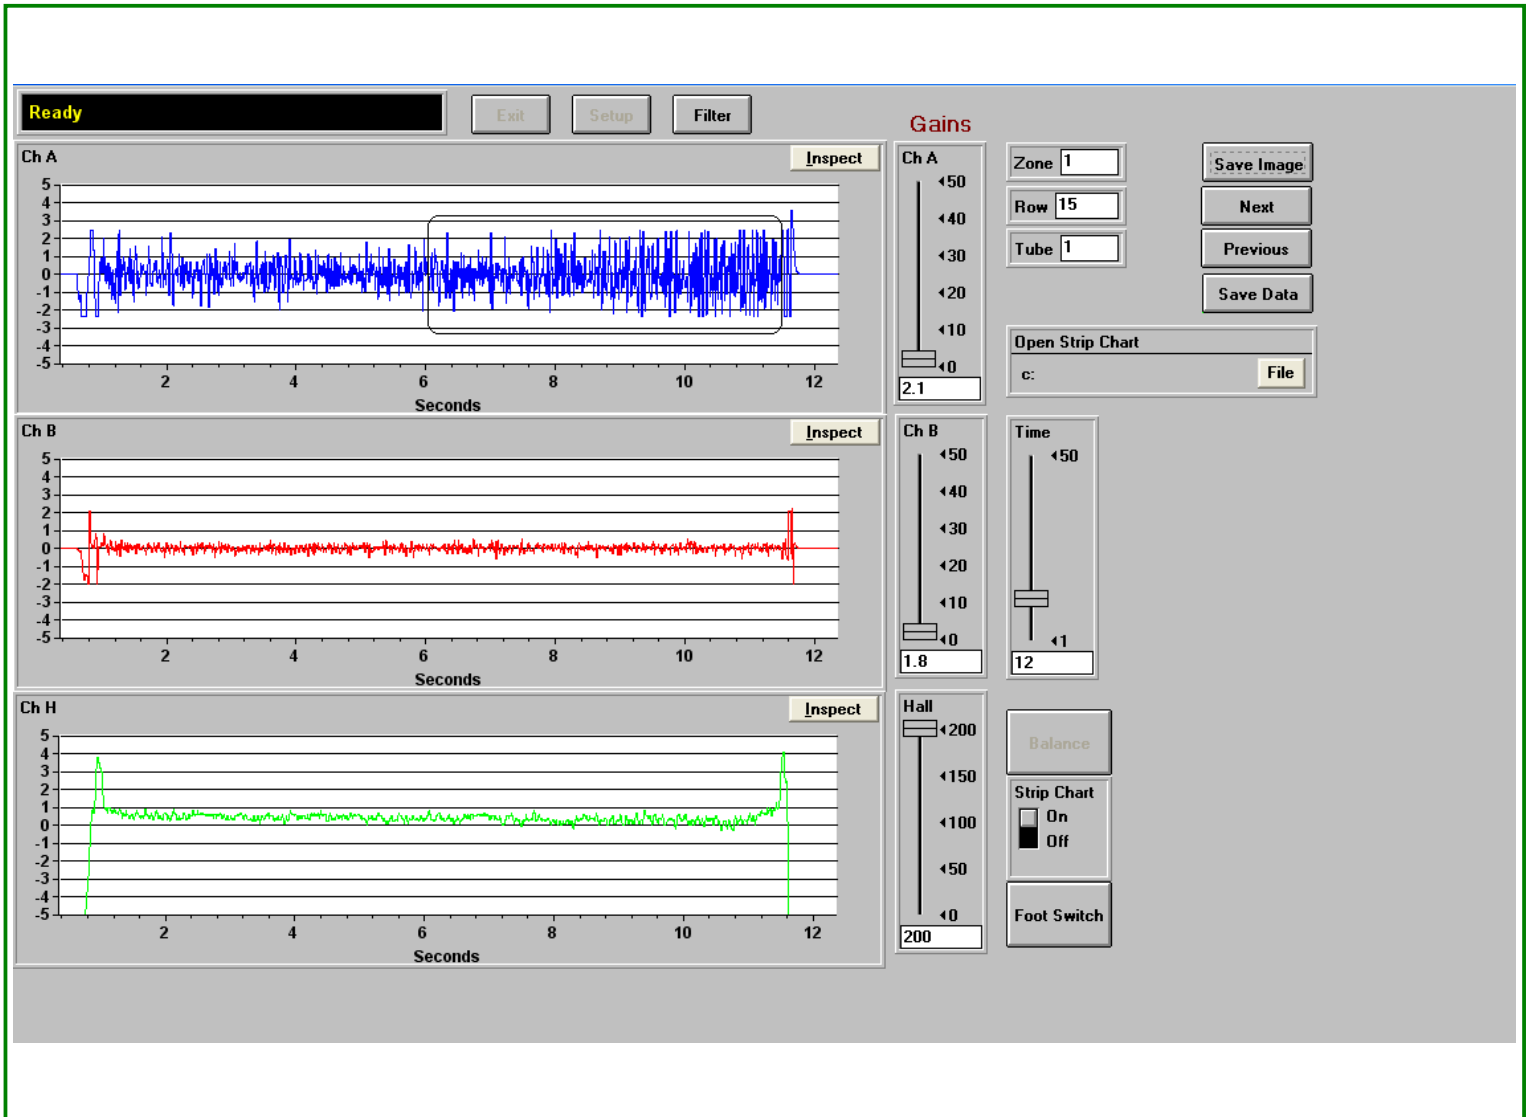 Ready
Exit
Setup
Filter
Gains
Ch A
Inspect
5
4
3
2
1
0
-1
-2
-3
-4
-5
2
4
6
8
10
12
Seconds
Ch A
50
40
30
20
10
0
2.1
Zone 1
Row 15
Tube 1
Save Image
Next
Previous
Save Data
Open Strip Chart
c:
File
Ch B
Inspect
5
4
3
2
1
0
-1
-2
-3
-4
-5
2
4
6
8
10
12
Seconds
Ch B
50
40
30
20
10
0
1.8
Time
50
1
12
Ch H
Inspect
5
4
3
2
1
0
-1
-2
-3
-4
-5
2
4
6
8
10
12
Seconds
Hall
200
150
100
50
0
200
Balance
Strip Chart
On
Off
Foot Switch